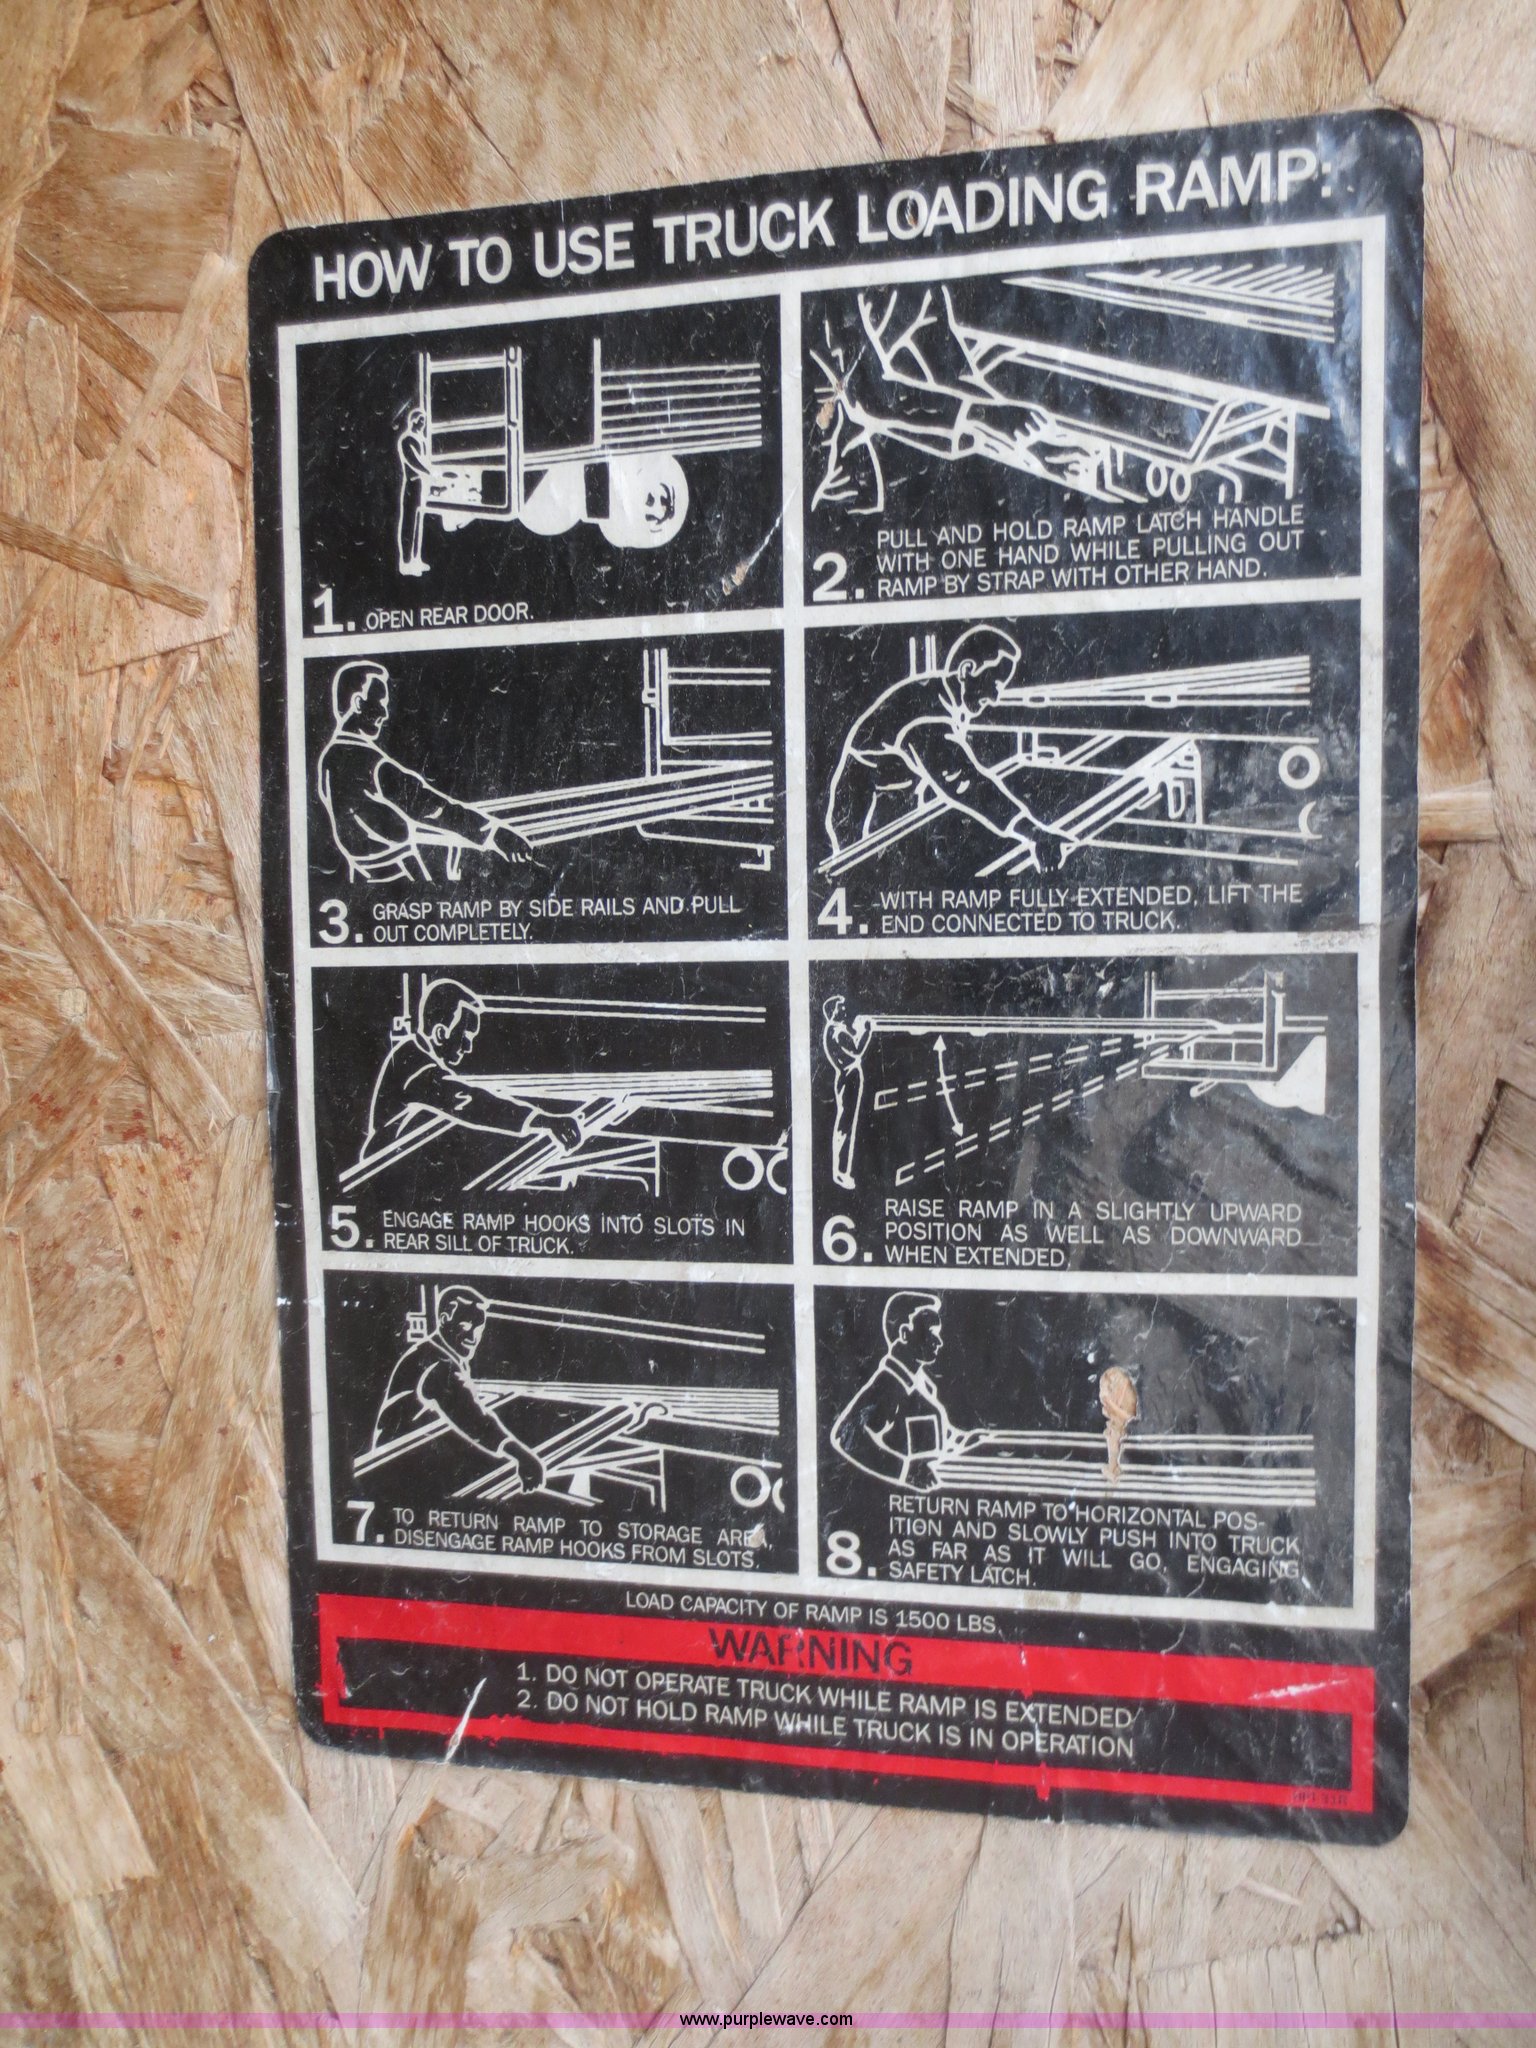 HOW TO USE TRUCK LOADING RAMP:
1. OPEN REAR DOOR.
PULL AND HOLD RAMP LATCH HANDLE
WITH ONE HAND WHILE PULLING OUT
2. RAMP BY STRAP WITH OTHER HAND.
GRASP RAMP BY SIDE RAILS AND PULL
3. OUT COMPLETELY.
WITH RAMP FULLY EXTENDED, LIFT THE
4. END CONNECTED TO TRUCK.
ENGAGE RAMP HOOKS INTO SLOTS IN
5. REAR SILL OF TRUCK.
RAISE RAMP IN A SLIGHTLY UPWARD
POSITION AS WELL AS DOWNWARD
6. WHEN EXTENDED.
TO RETURN RAMP TO STORAGE AREA,
7. DISENGAGE RAMP HOOKS FROM SLOTS.
RETURN RAMP TO HORIZONTAL POS-
ITION AND SLOWLY PUSH INTO TRUCK
AS FAR AS IT WILL GO, ENGAGING
8. SAFETY LATCH.
LOAD CAPACITY OF RAMP IS 1500 LBS.
WARNING
1. DO NOT OPERATE TRUCK WHILE RAMP IS EXTENDED
2. DO NOT HOLD RAMP WHILE TRUCK IS IN OPERATION
www.purplewave.com